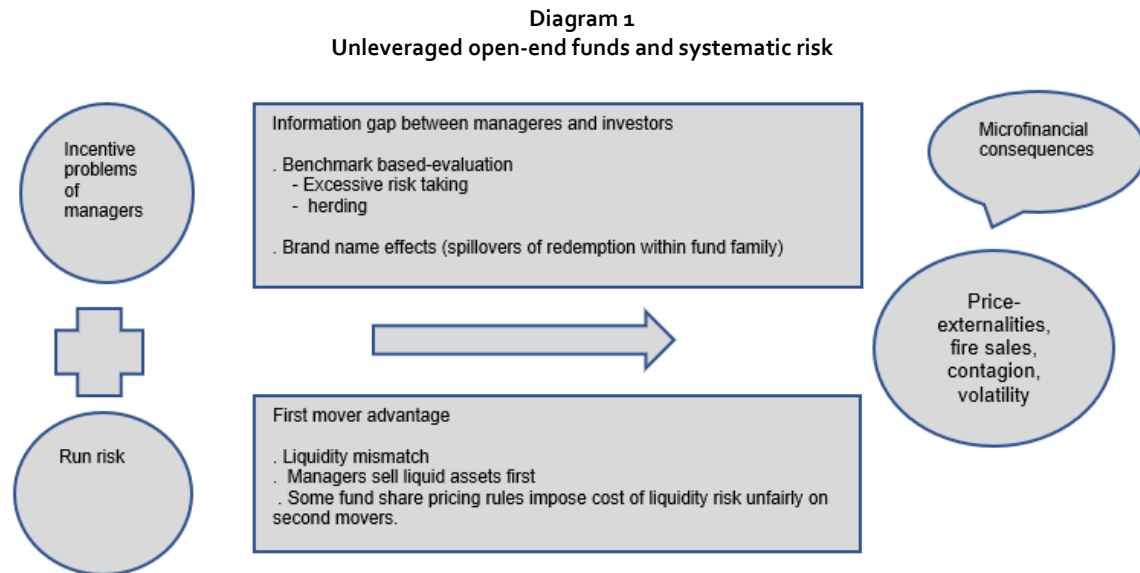 Diagram 1
Unleveraged open-end funds and systematic risk
Incentive
problems
of
managers
Information gap between manageres and investors
. Benchmark based-evaluation
- Excessive risk taking
- herding
. Brand name effects (spillovers of redemption within fund family)
Microfinancial
consequences
Price-
externalities,
fire sales,
contagion,
volatility
Run risk
First mover advantage
. Liquidity mismatch
. Managers sell liquid assets first
. Some fund share pricing rules impose cost of liquidity risk unfairly on
second movers.